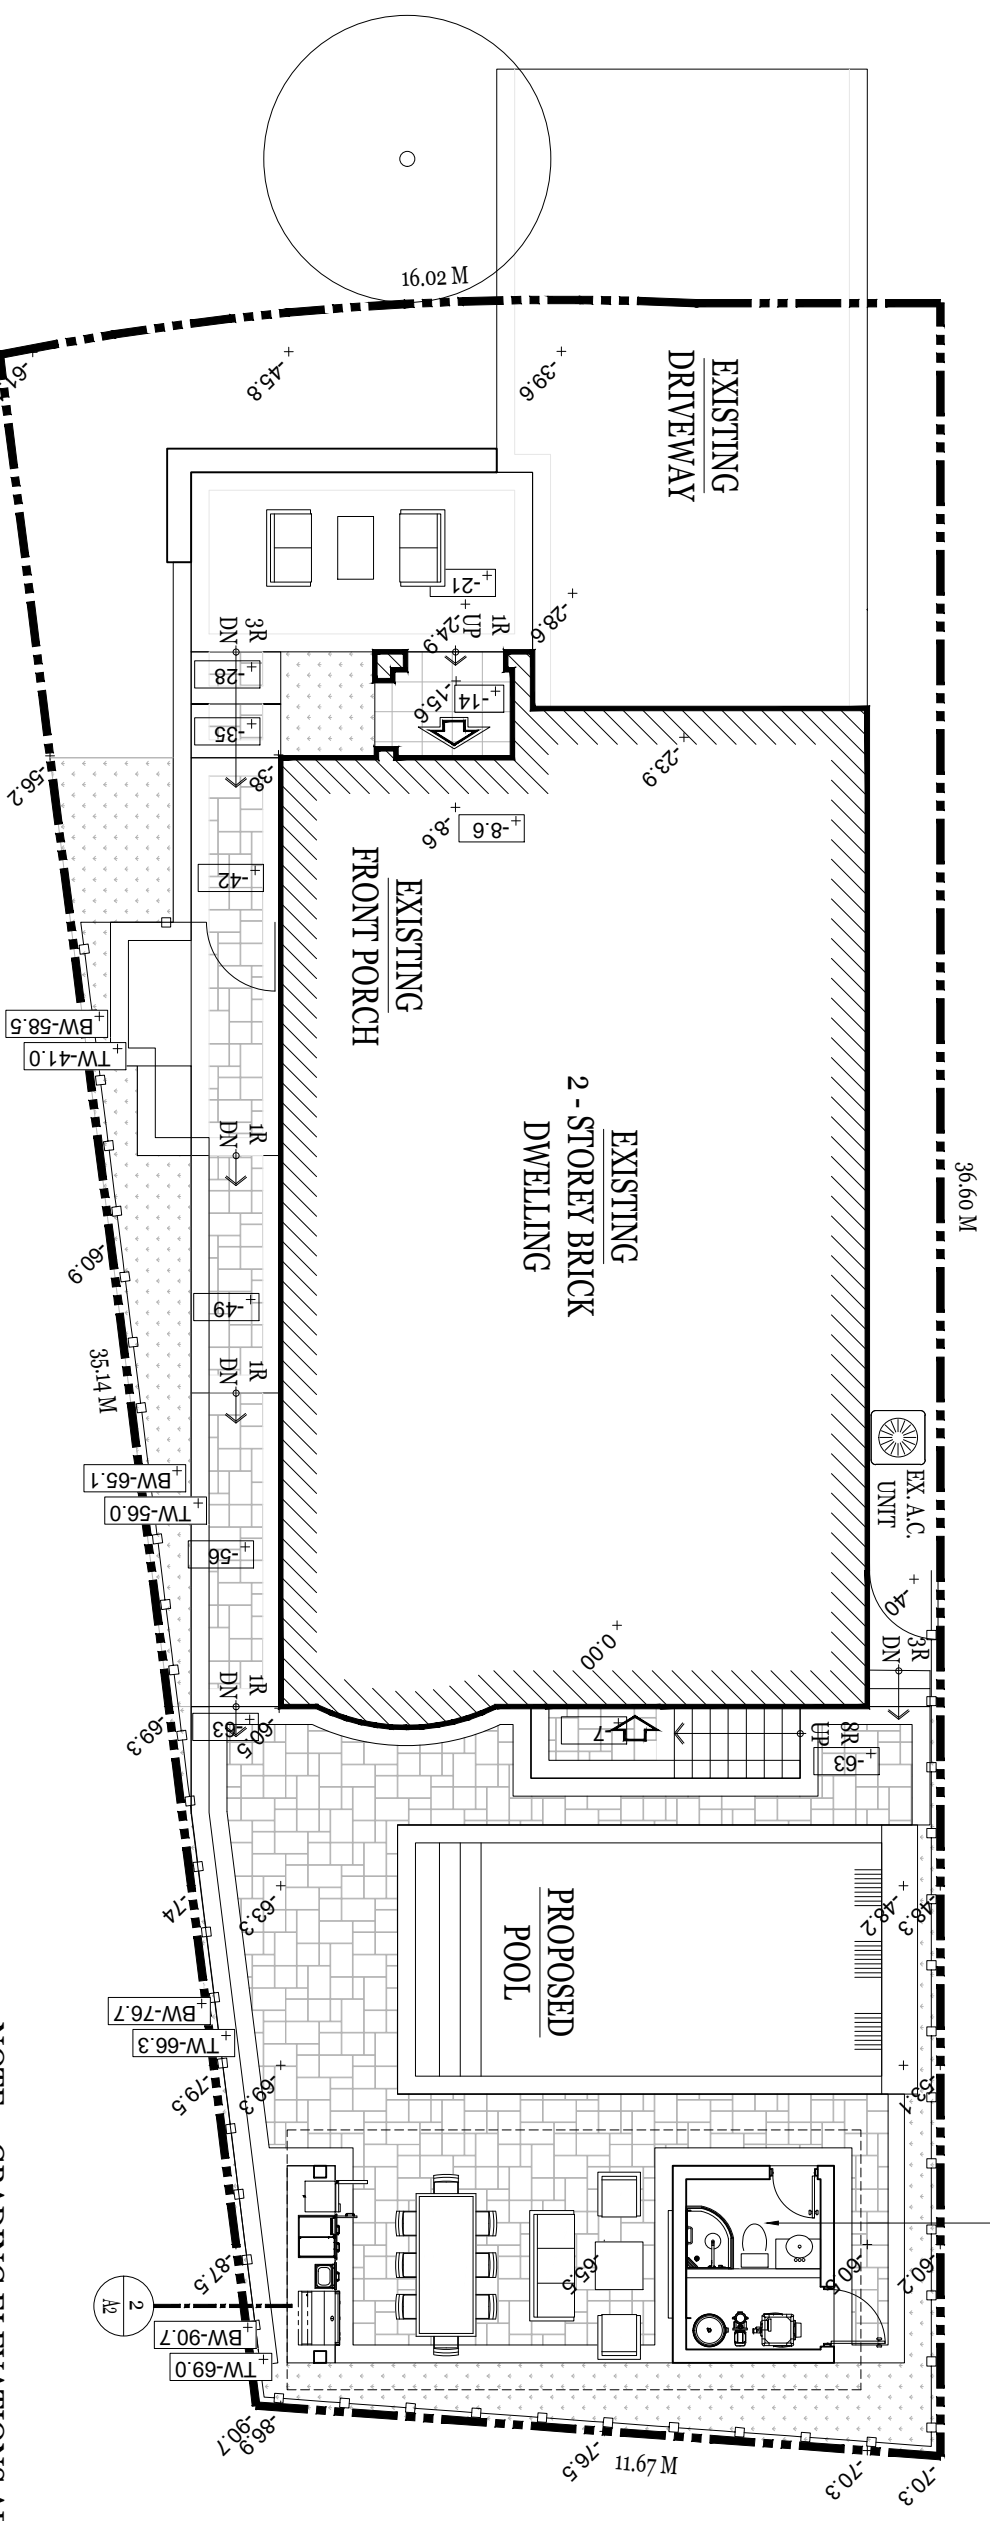 16.02 M
-45.8
-39.6
EXISTING
DRIVEWAY
-21
-24.9
1R
UP
-28.6
3R
DN
-28
-35
-38
-15.6
-14
-23.9
-56.2
-8.6
-8.6
-42
EXISTING
FRONT PORCH
BW-58.5
TW-41.0
EXISTING
2 - STOREY BRICK
DWELLING
1R
DN
36.60 M
-60.9
-49
35.14 M
1R
DN
EX. A.C.
UNIT
BW-65.1
TW-56.0
-56
-40
0.00
3R
DN
1R
DN
-69.3
-63
-60.5
-7
8R
UP
-63
-74
-63.3
PROPOSED
POOL
-48.2
-48.3
BW-76.7
TW-66.3
-79.5
-69.3
-53.1
-87.5
-65.5
-60.2
2
A2
BW-90.7
TW-69.0
-86.9
-90.7
-76.5
11.67 M
-70.3
-70.3